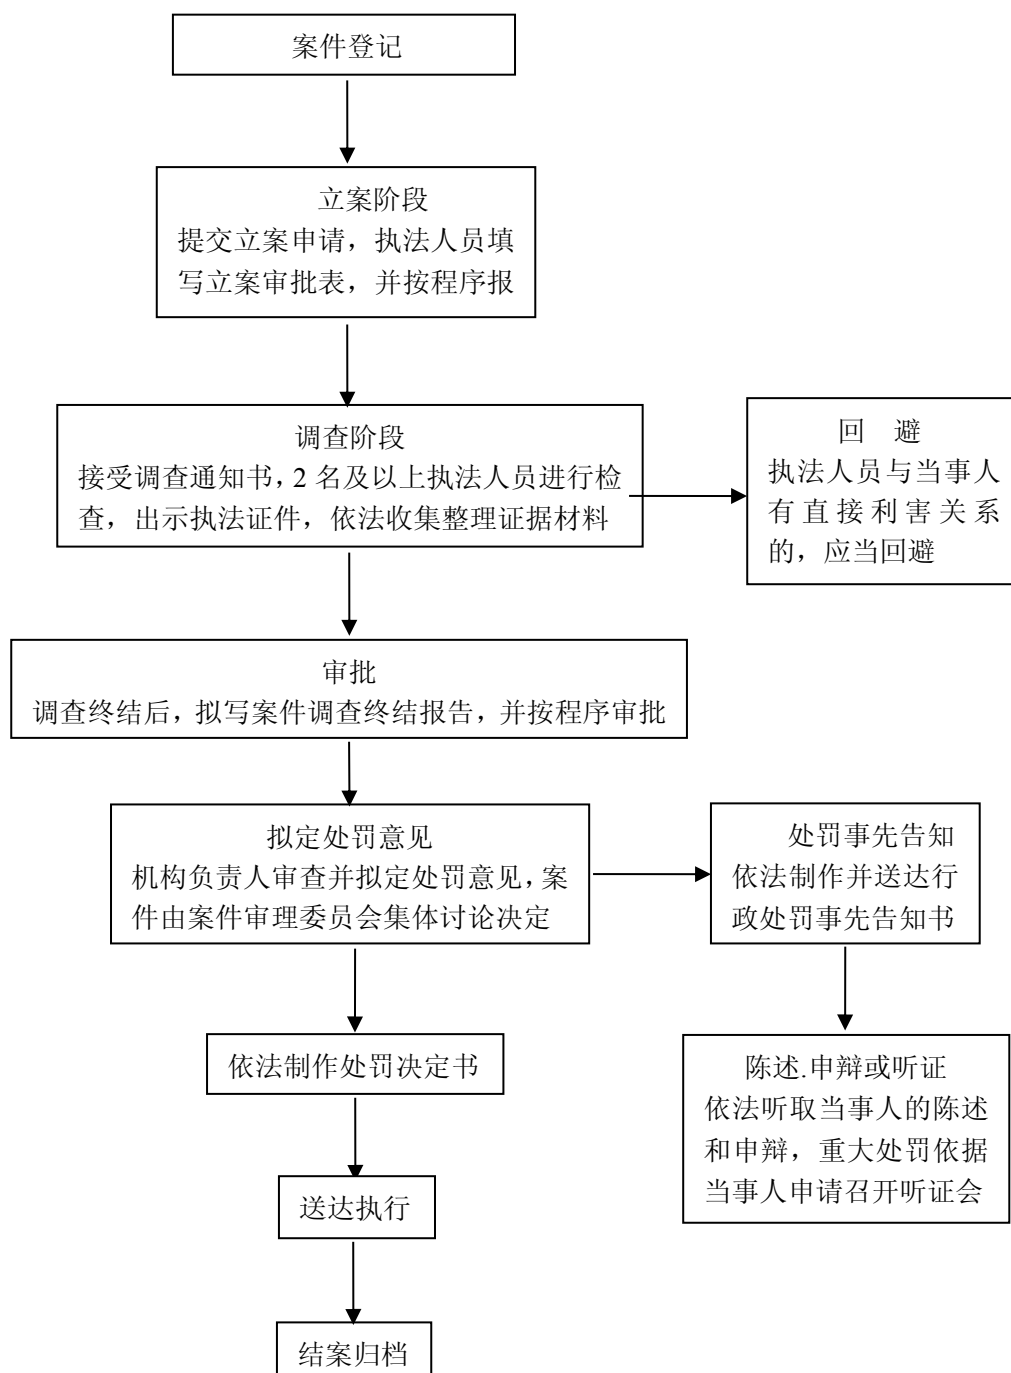 案件登记
立案阶段
提交立案申请，执法人员填
写立案审批表，并按程序报
调查阶段
接受调查通知书，2 名及以上执法人员进行检
查，出示执法证件，依法收集整理证据材料
回　避
执法人员与当事人
有直接利害关系
的，应当回避
审批
调查终结后，拟写案件调查终结报告，并按程序审批
拟定处罚意见
机构负责人审查并拟定处罚意见，案
件由案件审理委员会集体讨论决定
处罚事先告知
依法制作并送达行
政处罚事先告知书
依法制作处罚决定书
陈述.申辩或听证
依法听取当事人的陈述
和申辩，重大处罚依据
当事人申请召开听证会
送达执行
结案归档